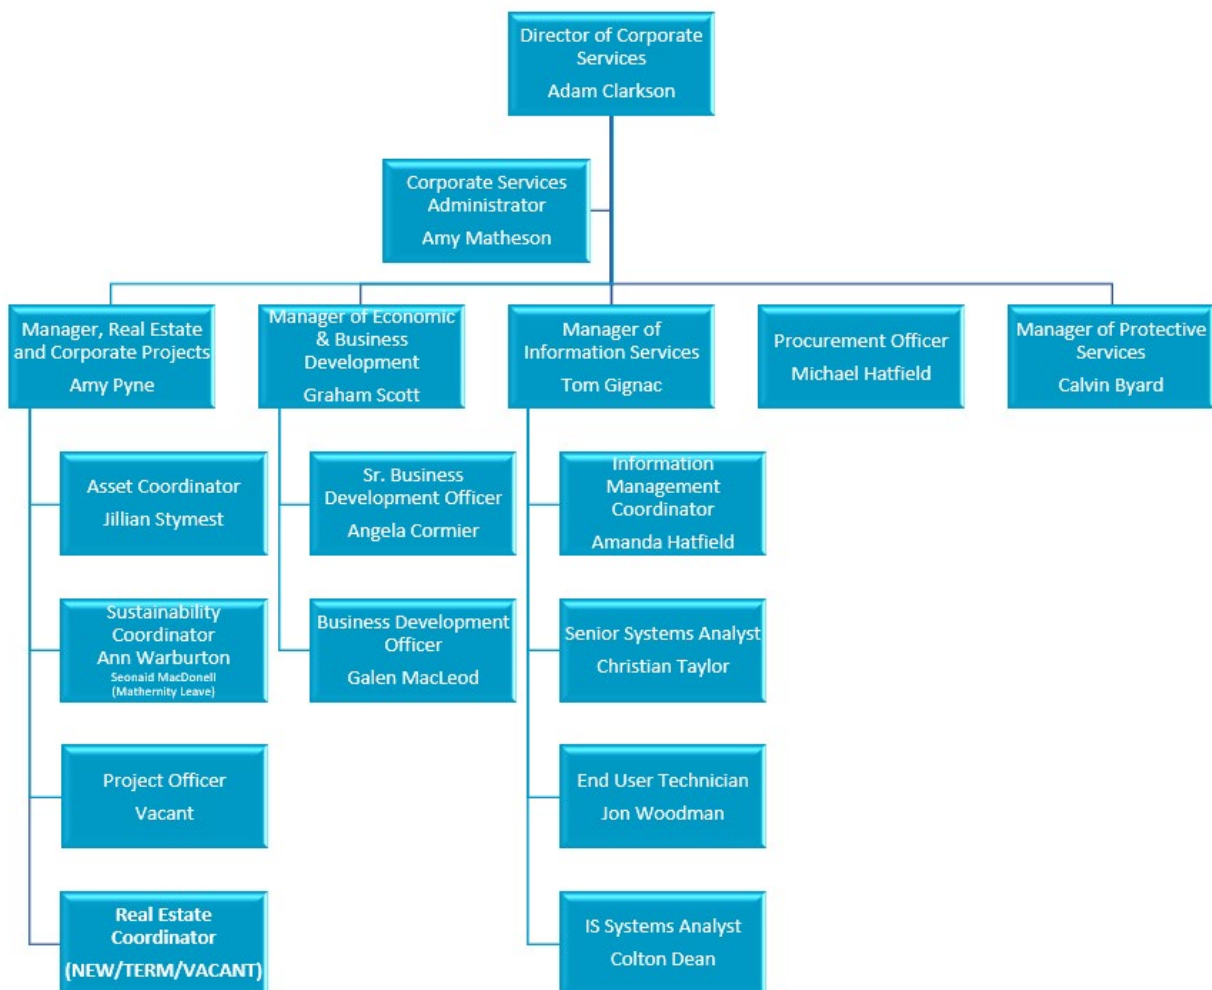 Director of Corporate
Services
Adam Clarkson
Corporate Services
Administrator
Amy Matheson
Manager, Real Estate
and Corporate Projects
Amy Pyne
Manager of Economic
& Business
Development
Graham Scott
Manager of
Information Services
Tom Gignac
Procurement Officer
Michael Hatfield
Manager of Protective
Services
Calvin Byard
Asset Coordinator
Jillian Stymest
Sustainability
Coordinator
Ann Warburton
Seonaid MacDonell
(Mathernity Leave)
Project Officer
Vacant
Real Estate
Coordinator
(NEW/TERM/VACANT)
Sr. Business
Development Officer
Angela Cormier
Business Development
Officer
Galen MacLeod
Information
Management
Coordinator
Amanda Hatfield
Senior Systems Analyst
Christian Taylor
End User Technician
Jon Woodman
IS Systems Analyst
Colton Dean